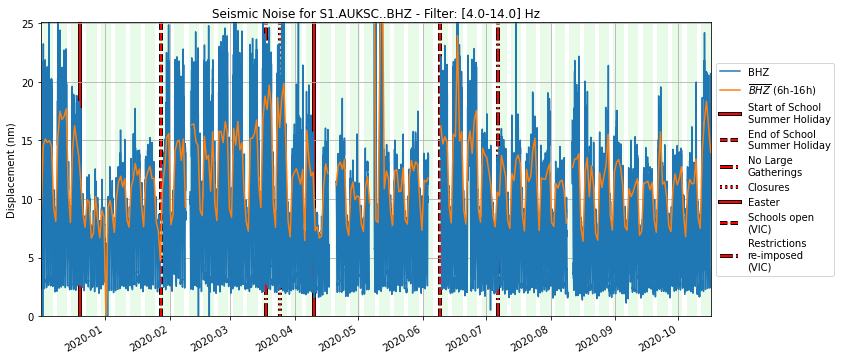 Seismic Noise for S1.AUKSC..BHZ - Filter: [4.0-14.0] Hz
25
20
15
10
5
0
Displacement (nm)
2020-01
2020-02
2020-03
2020-04
2020-05
2020-06
2020-07
2020-08
2020-09
2020-10
BHZ
BHZ (6h-16h)
Start of School
Summer Holiday
End of School
Summer Holiday
No Large
Gatherings
Closures
Easter
Schools open
(VIC)
Restrictions
re-imposed
(VIC)